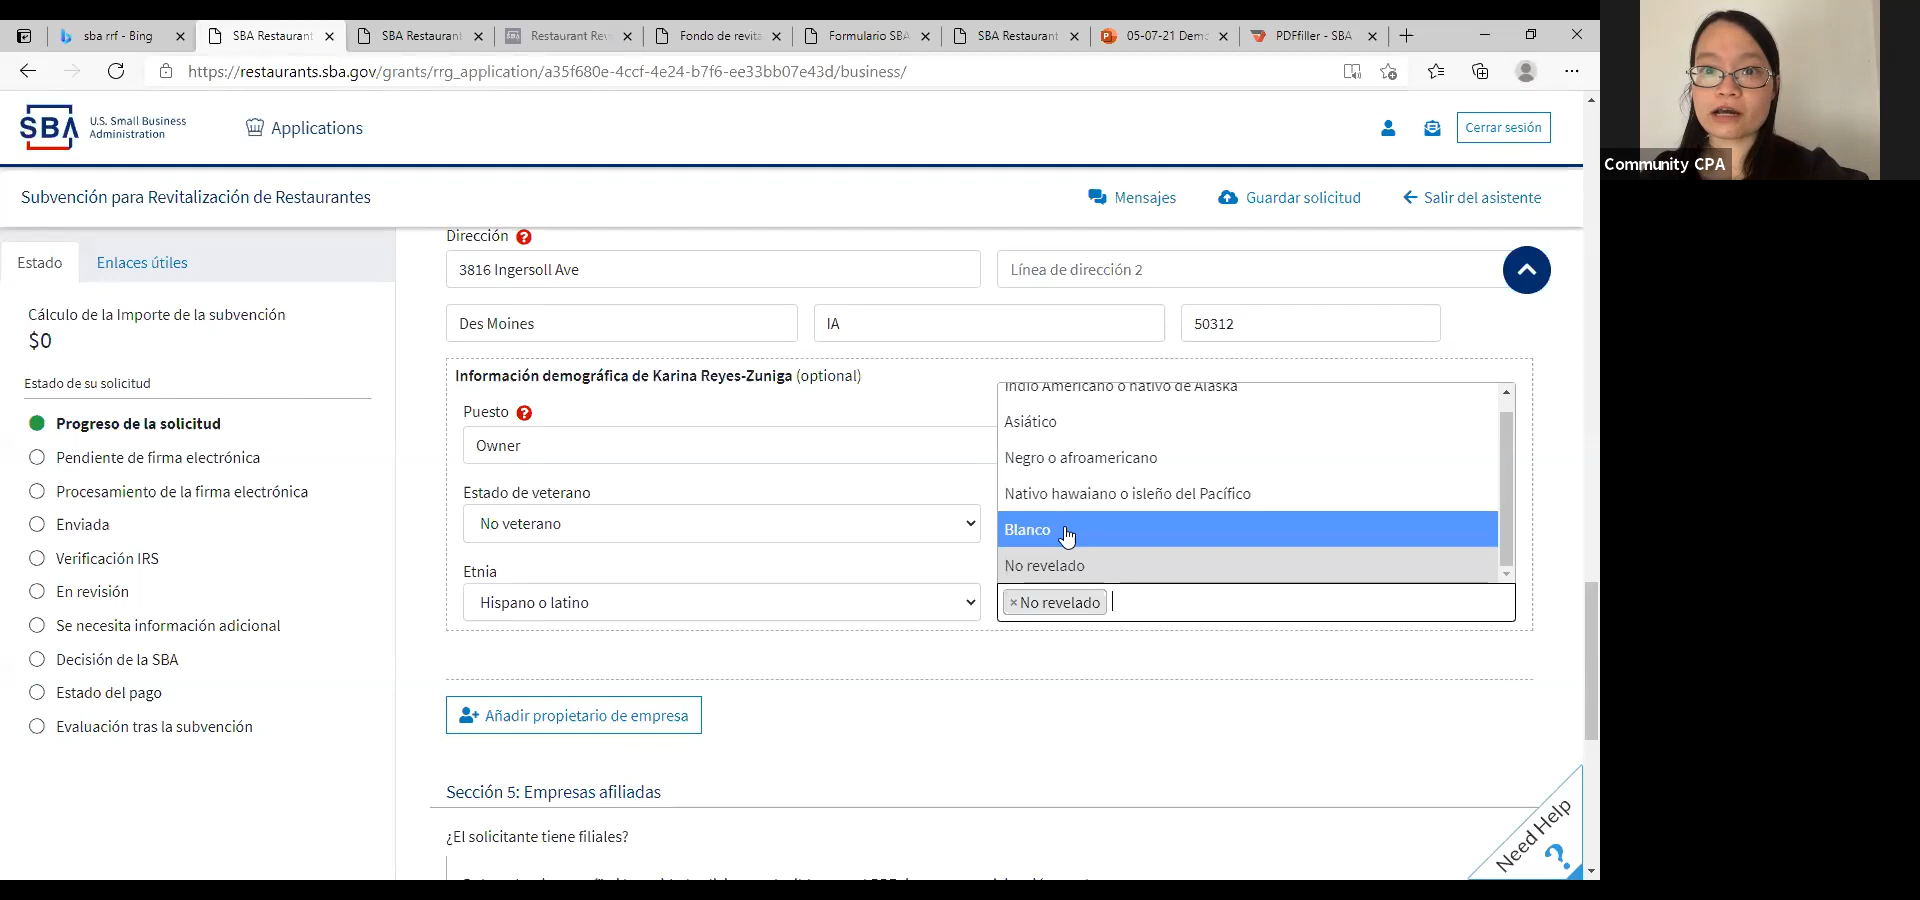 sba rrf - Bing
SBA Restaurant
SBA Restaurant
Restaurant Rev
Fondo de revita
Formulario SBA
SBA Restaurant
05-07-21 Demo
PDFfiller - SBA
https://restaurants.sba.gov/grants/rrg_application/a35f680e-4ccf-4e24-b7f6-ee33bb07e43d/business/
SBA
U.S. Small Business
Administration
Applications
Cerrar sesión
Community CPA
Subvención para Revitalización de Restaurantes
Mensajes
Guardar solicitud
Salir del asistente
Estado
Enlaces útiles
Cálculo de la Importe de la subvención
$0
Estado de su solicitud
Progreso de la solicitud
Pendiente de firma electrónica
Procesamiento de la firma electrónica
Enviada
Verificación IRS
En revisión
Se necesita información adicional
Decisión de la SBA
Estado del pago
Evaluación tras la subvención
Dirección ?
3816 Ingersoll Ave
Línea de dirección 2
Des Moines
IA
50312
Información demográfica de Karina Reyes-Zuniga (optional)
Puesto ?
Owner
Estado de veterano
No veterano
Etnia
Hispano o latino
Indio Americano o nativo de Alaska
Asiático
Negro o afroamericano
Nativo hawaiano o isleño del Pacífico
Blanco
No revelado
× No revelado
Añadir propietario de empresa
Sección 5: Empresas afiliadas
¿El solicitante tiene filiales?
Need Help
?